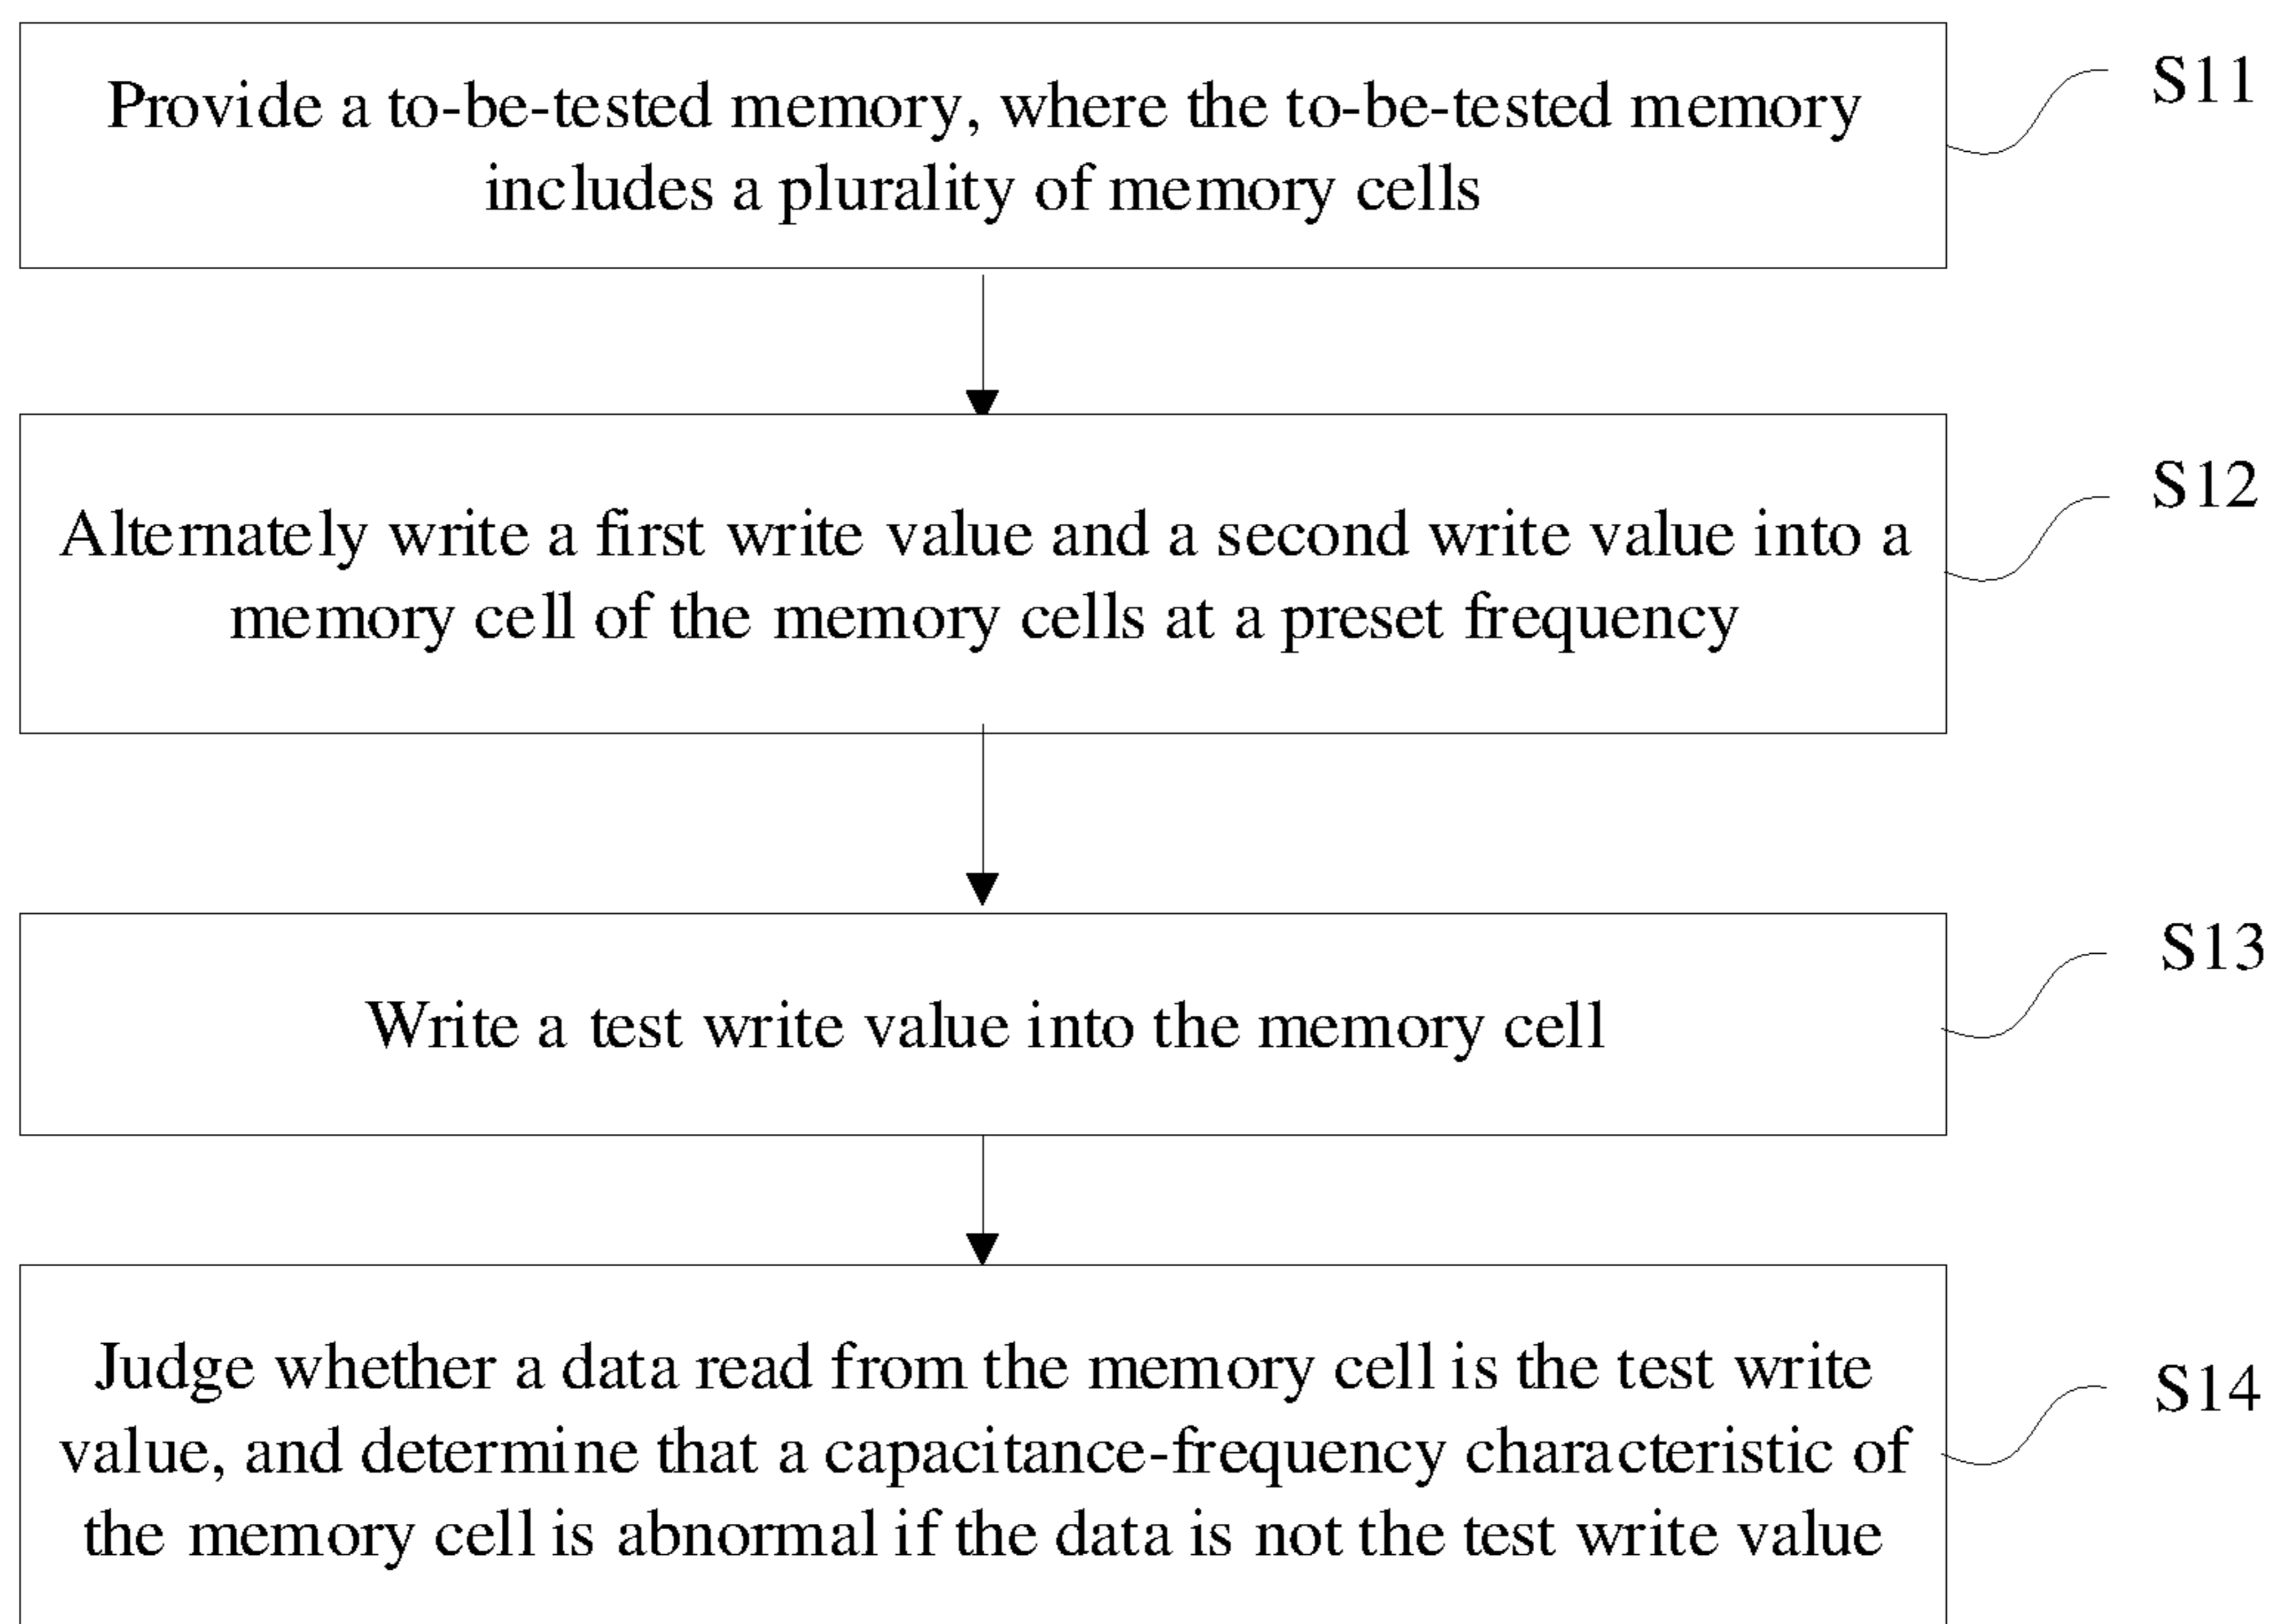 Provide a to-be-tested memory, where the to-be-tested memory
includes a plurality of memory cells
S11
Alternately write a first write value and a second write value into a
memory cell of the memory cells at a preset frequency
S12
Write a test write value into the memory cell
S13
Judge whether a data read from the memory cell is the test write
value, and determine that a capacitance-frequency characteristic of
the memory cell is abnormal if the data is not the test write value
S14